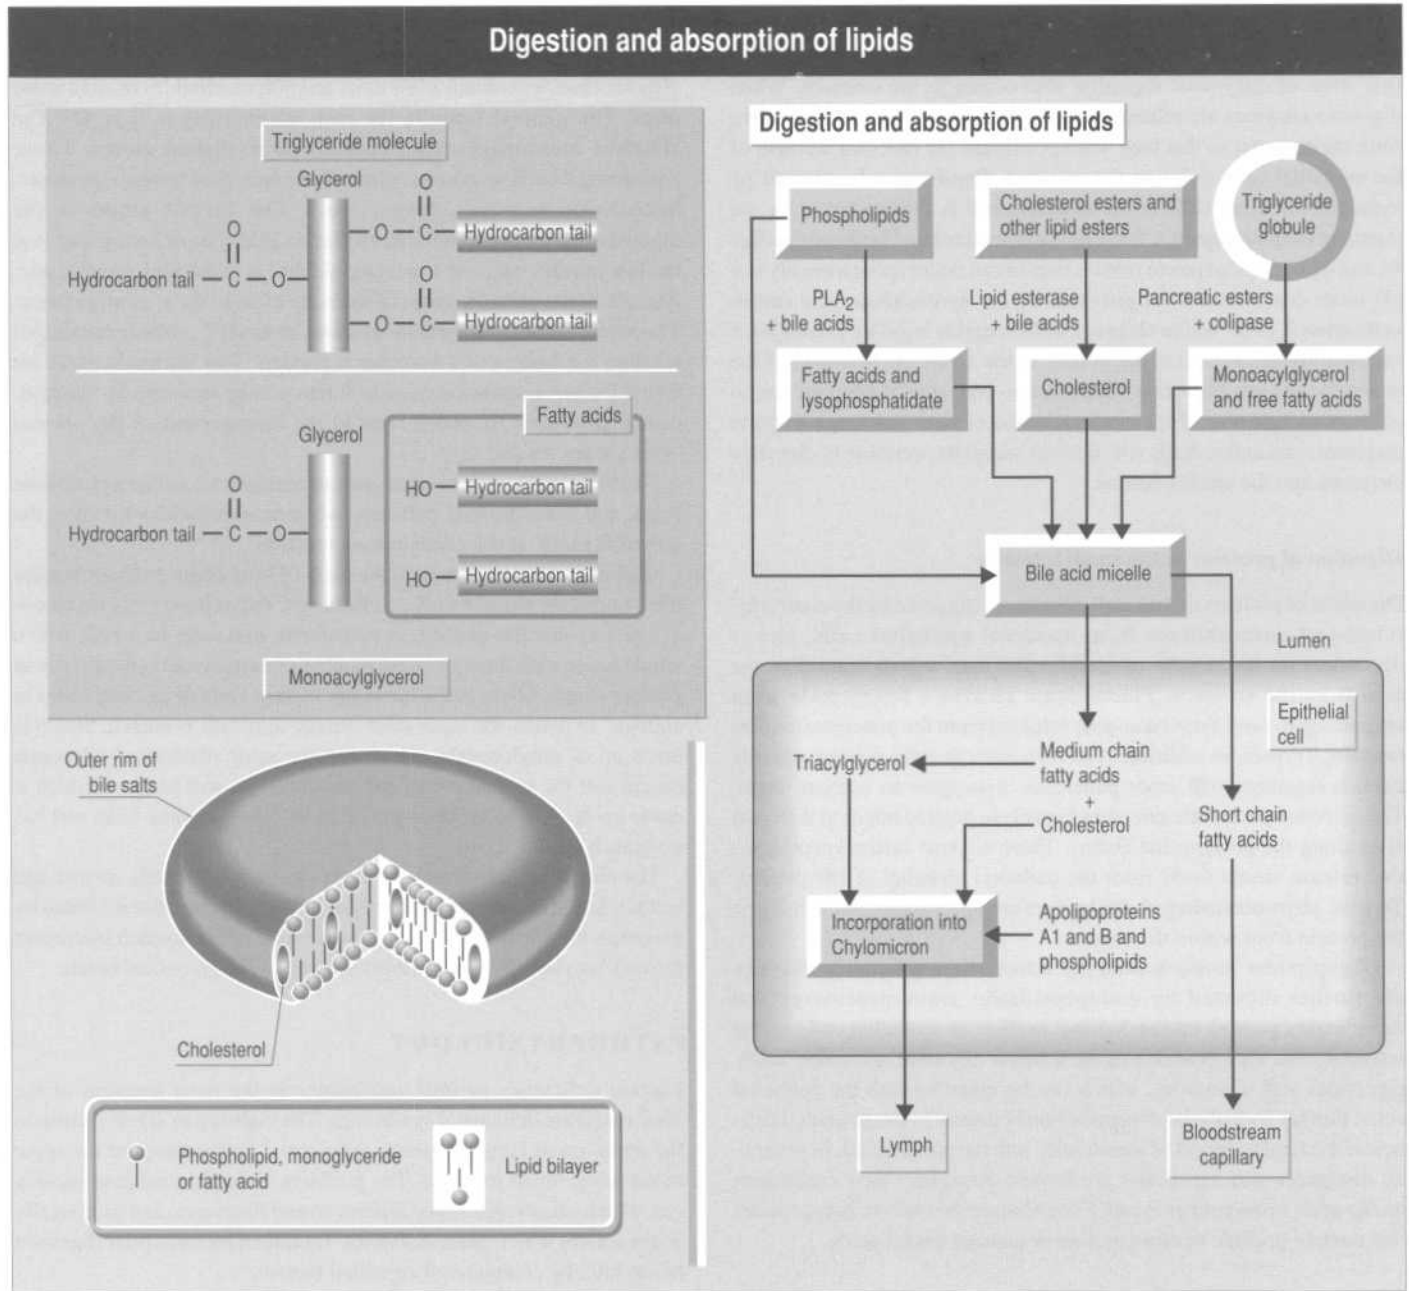 Digestion and absorption of lipids
Triglyceride molecule
Glycerol
O
O
Hydrocarbon tail
O
C
Hydrocarbon tail
C
O
O
O
C
Hydrocarbon tail
Fatty acids
Glycerol
HO
Hydrocarbon tail
O
Hydrocarbon tail
C
O
HO
Hydrocarbon tail
Monoacylglycerol
Outer rim of
bile salts
Cholesterol
Phospholipid, monoglyceride
or fatty acid
Lipid bilayer
Digestion and absorption of lipids
Phospholipids
Cholesterol esters and
other lipid esters
Triglyceride
globule
PLA₂
+ bile acids
Lipid esterase
+ bile acids
Pancreatic esters
+ colipase
Fatty acids and
lysophosphatidate
Cholesterol
Monoacylglycerol
and free fatty acids
Bile acid micelle
Lumen
Epithelial
cell
Triacylglycerol
Medium chain
fatty acids
+
Cholesterol
Short chain
fatty acids
Incorporation into
Chylomicron
Apolipoproteins
A1 and B and
phospholipids
Lymph
Bloodstream
capillary